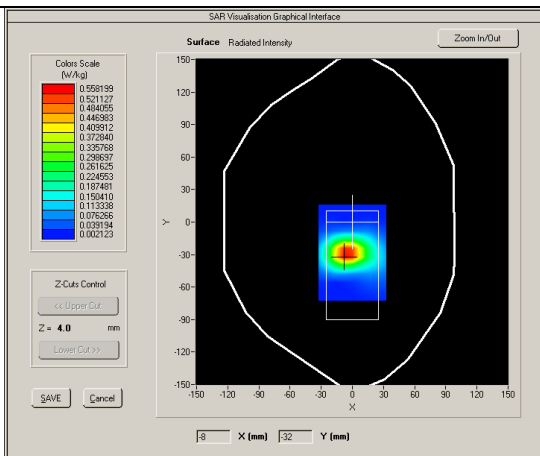 SAR Visualisation Graphical Interface
Surface Radiated Intensity
Zoom In/Out
Colors Scale
(W/kg)
0.558199
0.521127
0.484055
0.446983
0.409912
0.372840
0.335768
0.298697
0.261625
0.224553
0.187481
0.150410
0.113338
0.076266
0.039194
0.002123
Z-Cuts Control
<< Upper Cut
Z = 4.0 mm
Lower Cut >>
SAVE
Cancel
150
120
90
60
30
0
-30
-60
-90
-120
-150
Y
-150 -120 -90 -60 -30 0 30 60 90 120 150
X
-8 X (mm) -32 Y (mm)